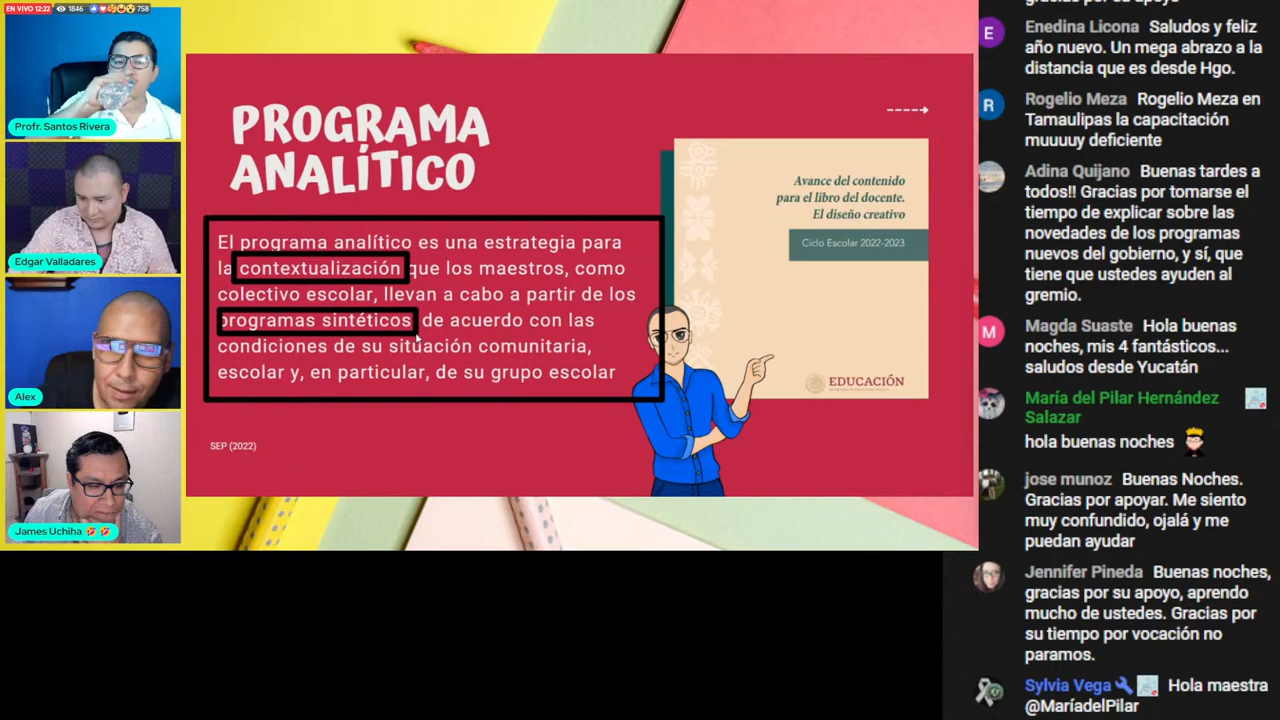 EN VIVO 12:22 1846 758
Profr. Santos Rivera
Edgar Valladares
Alex
James Uchiha
PROGRAMA
ANALÍTICO
El programa analítico es una estrategia para
la contextualización que los maestros, como
colectivo escolar, llevan a cabo a partir de los
programas sintéticos de acuerdo con las
condiciones de su situación comunitaria,
escolar y, en particular, de su grupo escolar
SEP (2022)
Avance del contenido
para el libro del docente.
El diseño creativo
Ciclo Escolar 2022-2023
EDUCACIÓN
gracias por su apoyo
E
Enedina Licona Saludos y feliz
año nuevo. Un mega abrazo a la
distancia que es desde Hgo.
R
Rogelio Meza Rogelio Meza en
Tamaulipas la capacitación
muuuuy deficiente
Adina Quijano Buenas tardes a
todos!! Gracias por tomarse el
tiempo de explicar sobre las
novedades de los programas
nuevos del gobierno, y sí, que
tiene que ustedes ayuden al
gremio.
M
Magda Suaste Hola buenas
noches, mis 4 fantásticos...
saludos desde Yucatán
María del Pilar Hernández
Salazar
hola buenas noches
jose munoz Buenas Noches.
Gracias por apoyar. Me siento
muy confundido, ojalá y me
puedan ayudar
Jennifer Pineda Buenas noches,
gracias por su apoyo, aprendo
mucho de ustedes. Gracias por
su tiempo por vocación no
paramos.
Sylvia Vega Hola maestra
@MaríadelPilar